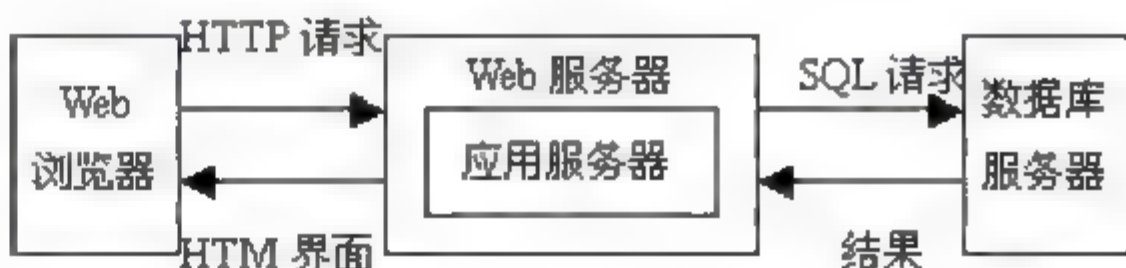 HTTP 请求
Web
浏览器
HTM 界面
Web 服务器
应用服务器
SQL 请求
结果
数据库
服务器